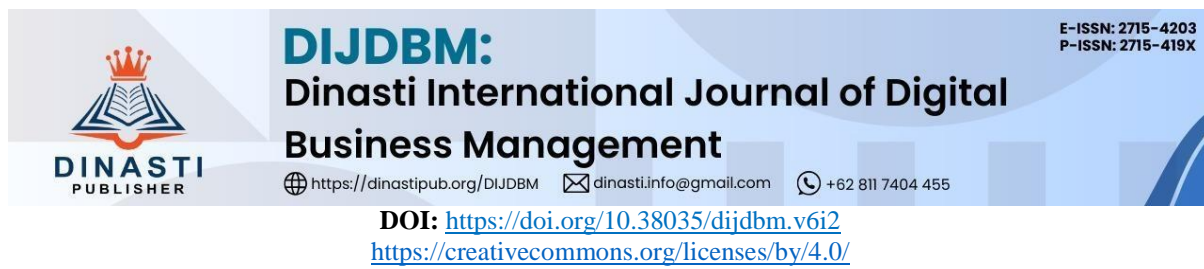 E-ISSN: 2715-4203
P-ISSN: 2715-419X
DIJDBM:
Dinasti International Journal of Digital
Business Management
DINASTI
PUBLISHER
https://dinastipub.org/DIJDBM dinasti.info@gmail.com +62 811 7404 455
DOI: https://doi.org/10.38035/dijdbm.v6i2
https://creativecommons.org/licenses/by/4.0/